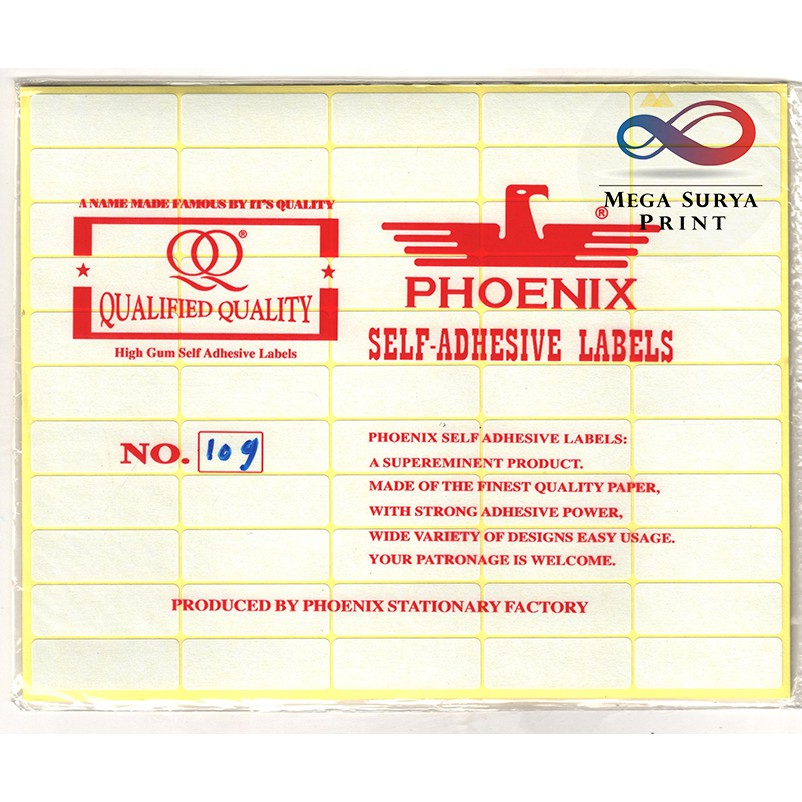 MEGA SURYA
PRINT
A NAME MADE FAMOUS BY IT'S QUALITY
QQ®
QUALIFIED QUALITY
High Gum Self Adhesive Labels
®
PHOENIX
SELF-ADHESIVE LABELS
NO. 109
PHOENIX SELF ADHESIVE LABELS:
A SUPEREMINENT PRODUCT.
MADE OF THE FINEST QUALITY PAPER,
WITH STRONG ADHESIVE POWER,
WIDE VARIETY OF DESIGNS EASY USAGE.
YOUR PATRONAGE IS WELCOME.
PRODUCED BY PHOENIX STATIONARY FACTORY